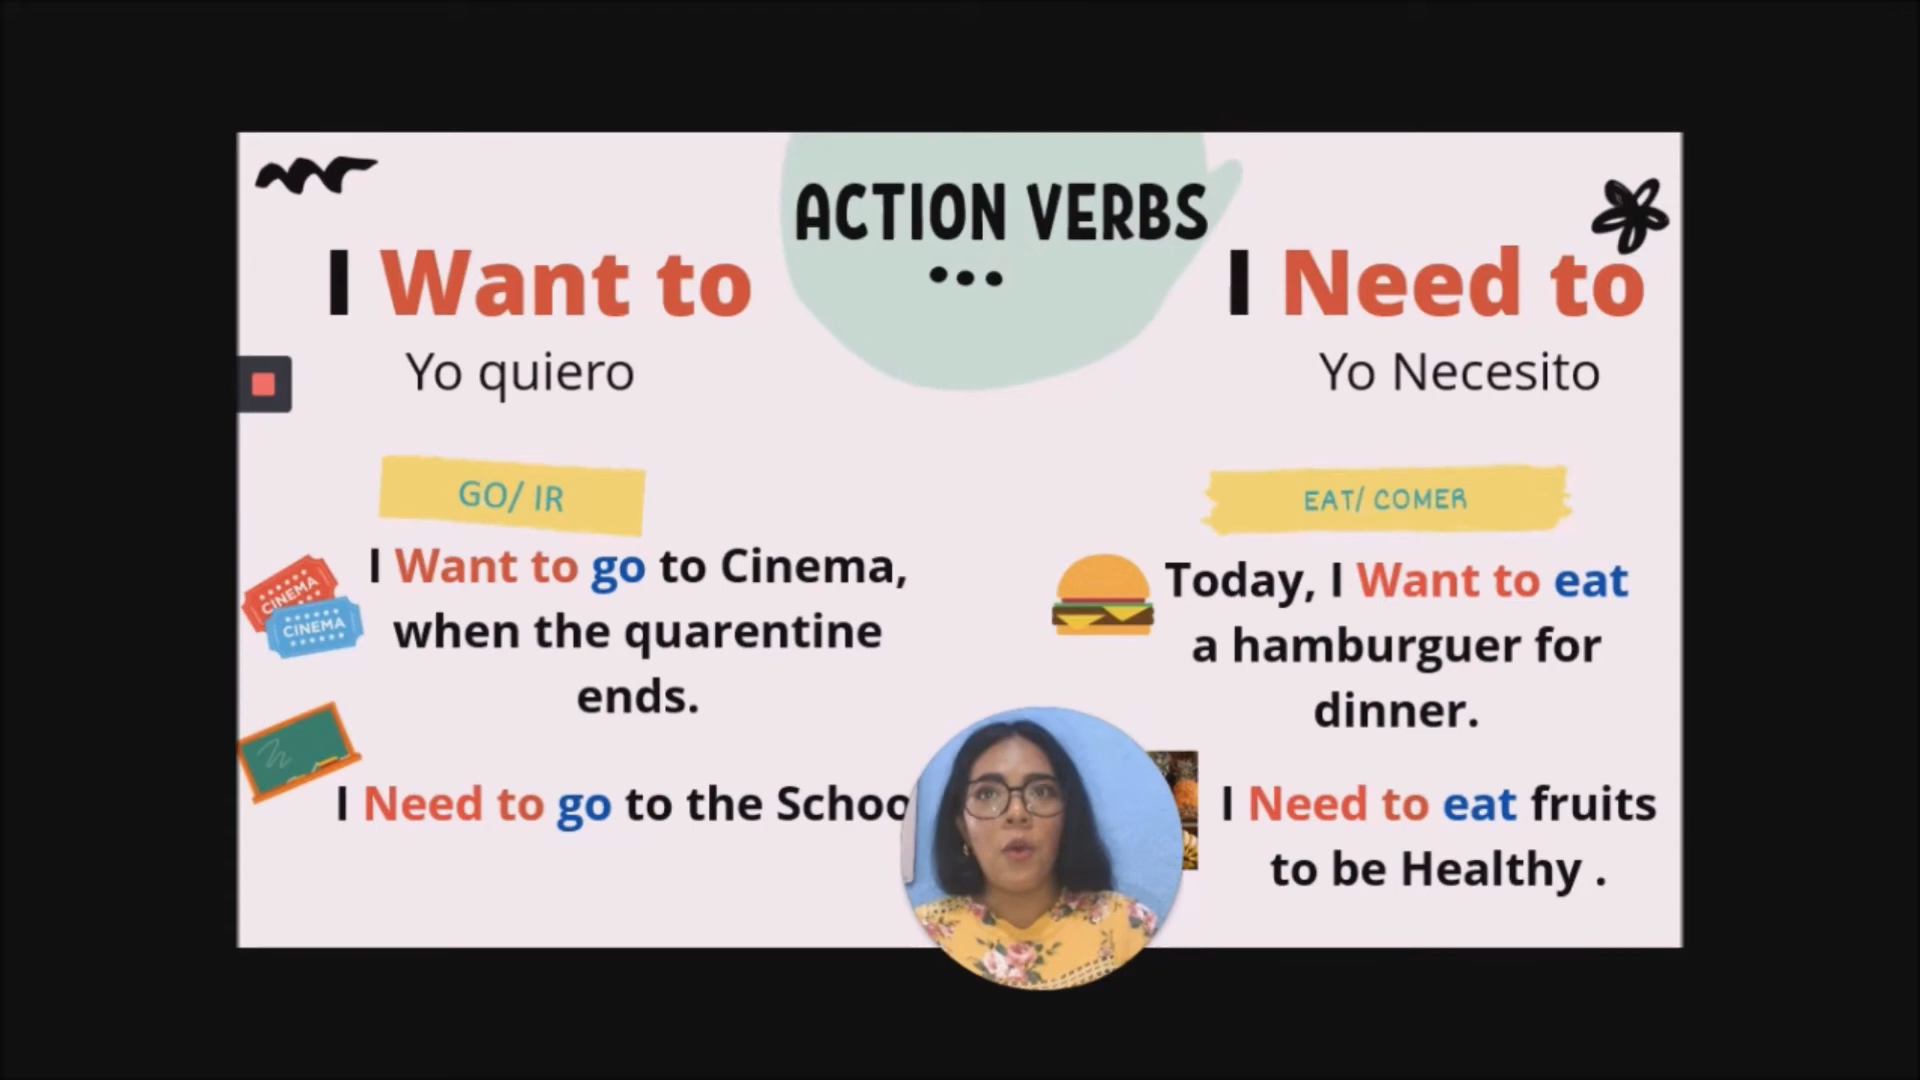 ACTION VERBS
I Want to
Yo quiero
GO/ IR
CINEMA
CINEMA
I Want to go to Cinema,
when the quarentine
ends.
I Need to go to the
I Need to
Yo Necesito
EAT/ COMER
Today, I Want to eat
a hamburguer for
dinner.
I Need to eat fruits
to be Healthy .